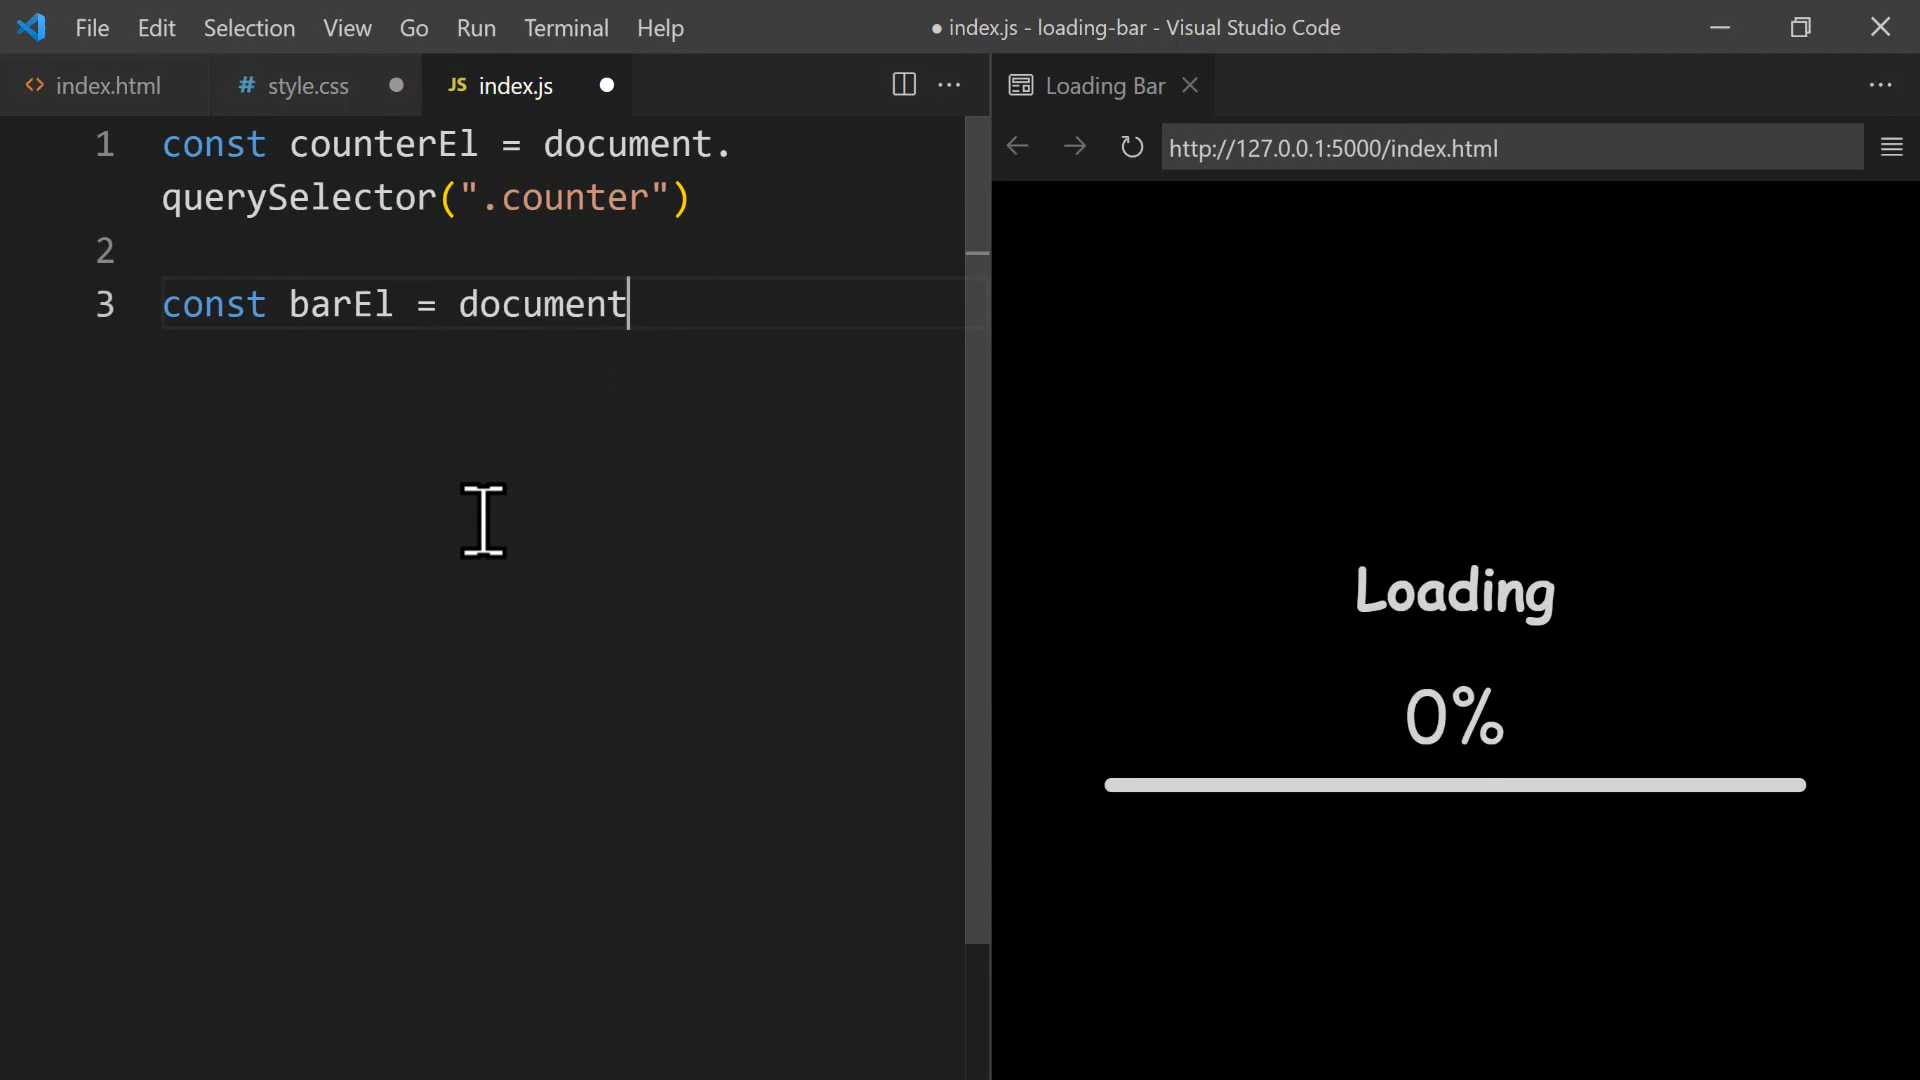 File Edit Selection View Go Run Terminal Help
● index.js - loading-bar - Visual Studio Code
<> index.html
# style.css
JS index.js
Loading Bar
http://127.0.0.1:5000/index.html
1 const counterEl = document.
querySelector(".counter")
2
3 const barEl = document
Loading
0%